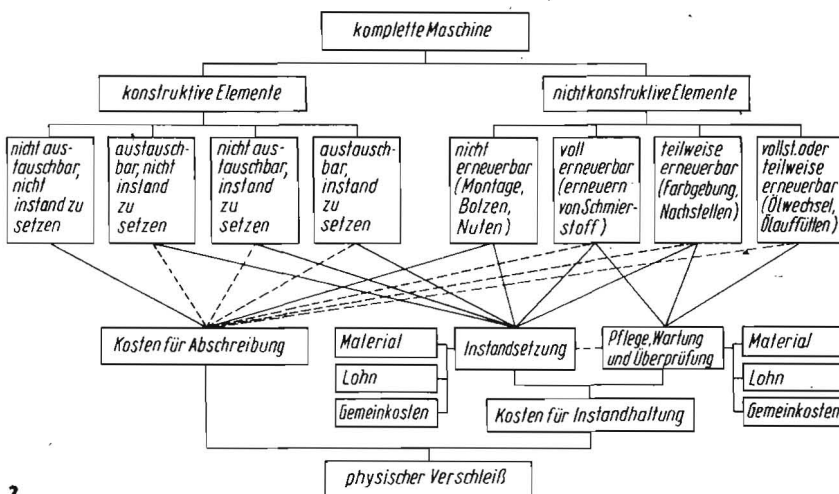 komplette Maschine
konstruktive Elemente
nichtkonstruktive Elemente
nicht aus-
tauschbar,
nicht
instand zu
setzen
austausch-
bar, nicht
instand
zu
setzen
nicht aus-
tauschbar,
instand
zu
setzen
austausch-
bar,
instand
zu
setzen
nicht
erneuerbar
(Montage,
Bolzen,
Nuten)
voll
erneuerbar
(erneuern
von Schmier-
stoff)
teilweise
erneuerbar
(Farbgebung,
Nachstellen)
vollst. oder
teilweise
erneuerbar
(Ölwechsel,
Ölauffüllen)
Kosten für Abschreibung
Material
Lohn
Gemeinkosten
Instandsetzung
Pflege, Wartung
und Überprüfung
Material
Lohn
Gemeinkosten
Kosten für Instandhaltung
physischer Verschleiß
2